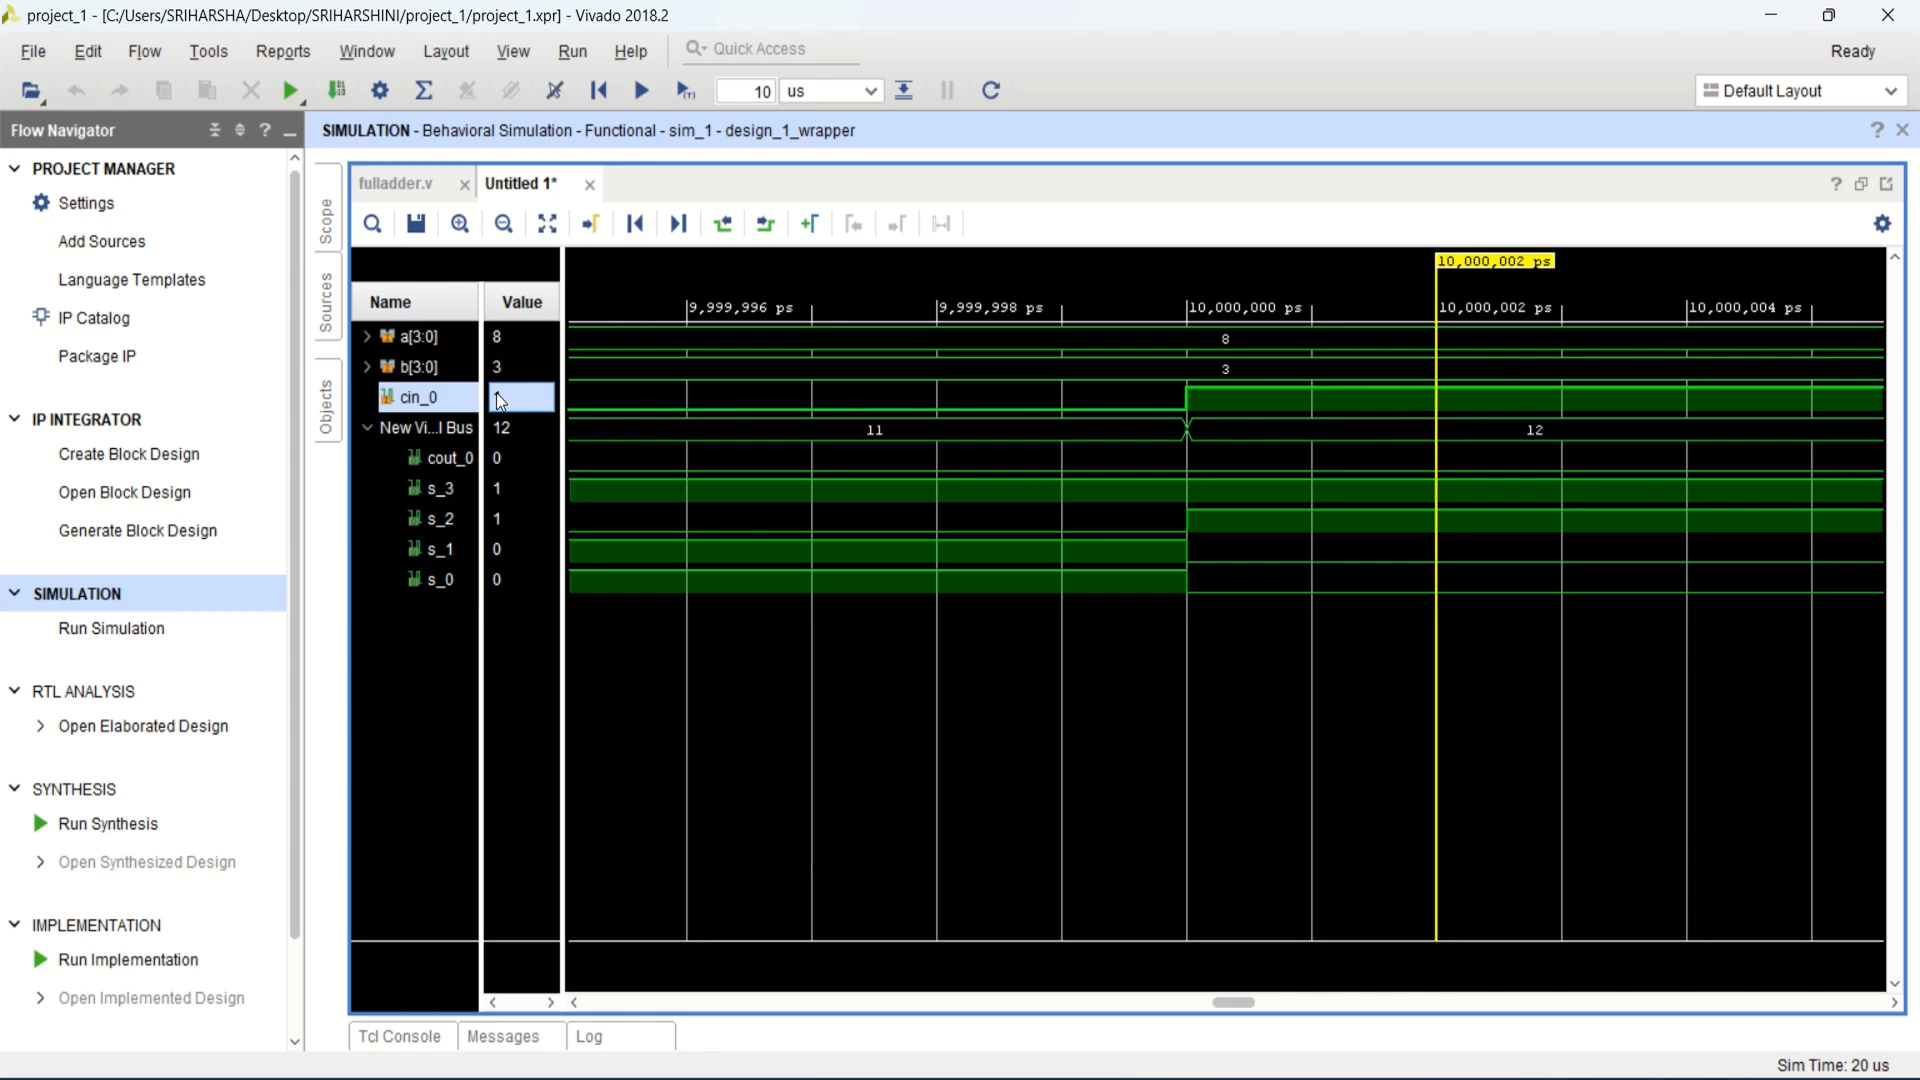 project_1 - [C:/Users/SRIHARSHA/Desktop/SRIHARSHINI/project_1/project_1.xpr] - Vivado 2018.2
File Edit Flow Tools Reports Window Layout View Run Help Quick Access Ready
10 us Default Layout
Flow Navigator ? SIMULATION - Behavioral Simulation - Functional - sim_1 - design_1_wrapper ?
PROJECT MANAGER
Settings
Add Sources
Language Templates
IP Catalog
Package IP
IP INTEGRATOR
Create Block Design
Open Block Design
Generate Block Design
SIMULATION
Run Simulation
RTL ANALYSIS
Open Elaborated Design
SYNTHESIS
Run Synthesis
Open Synthesized Design
IMPLEMENTATION
Run Implementation
Open Implemented Design
Scope
Sources
Objects
fulladder.v Untitled 1* ?
10,000,002 ps
Name Value 9,999,996 ps 9,999,998 ps 10,000,000 ps 10,000,002 ps 10,000,004 ps
a[3:0] 8 8
b[3:0] 3 3
cin_0
New Vi...l Bus 12 11 12
cout_0 0
s_3 1
s_2 1
s_1 0
s_0 0
Tcl Console Messages Log
Sim Time: 20 us